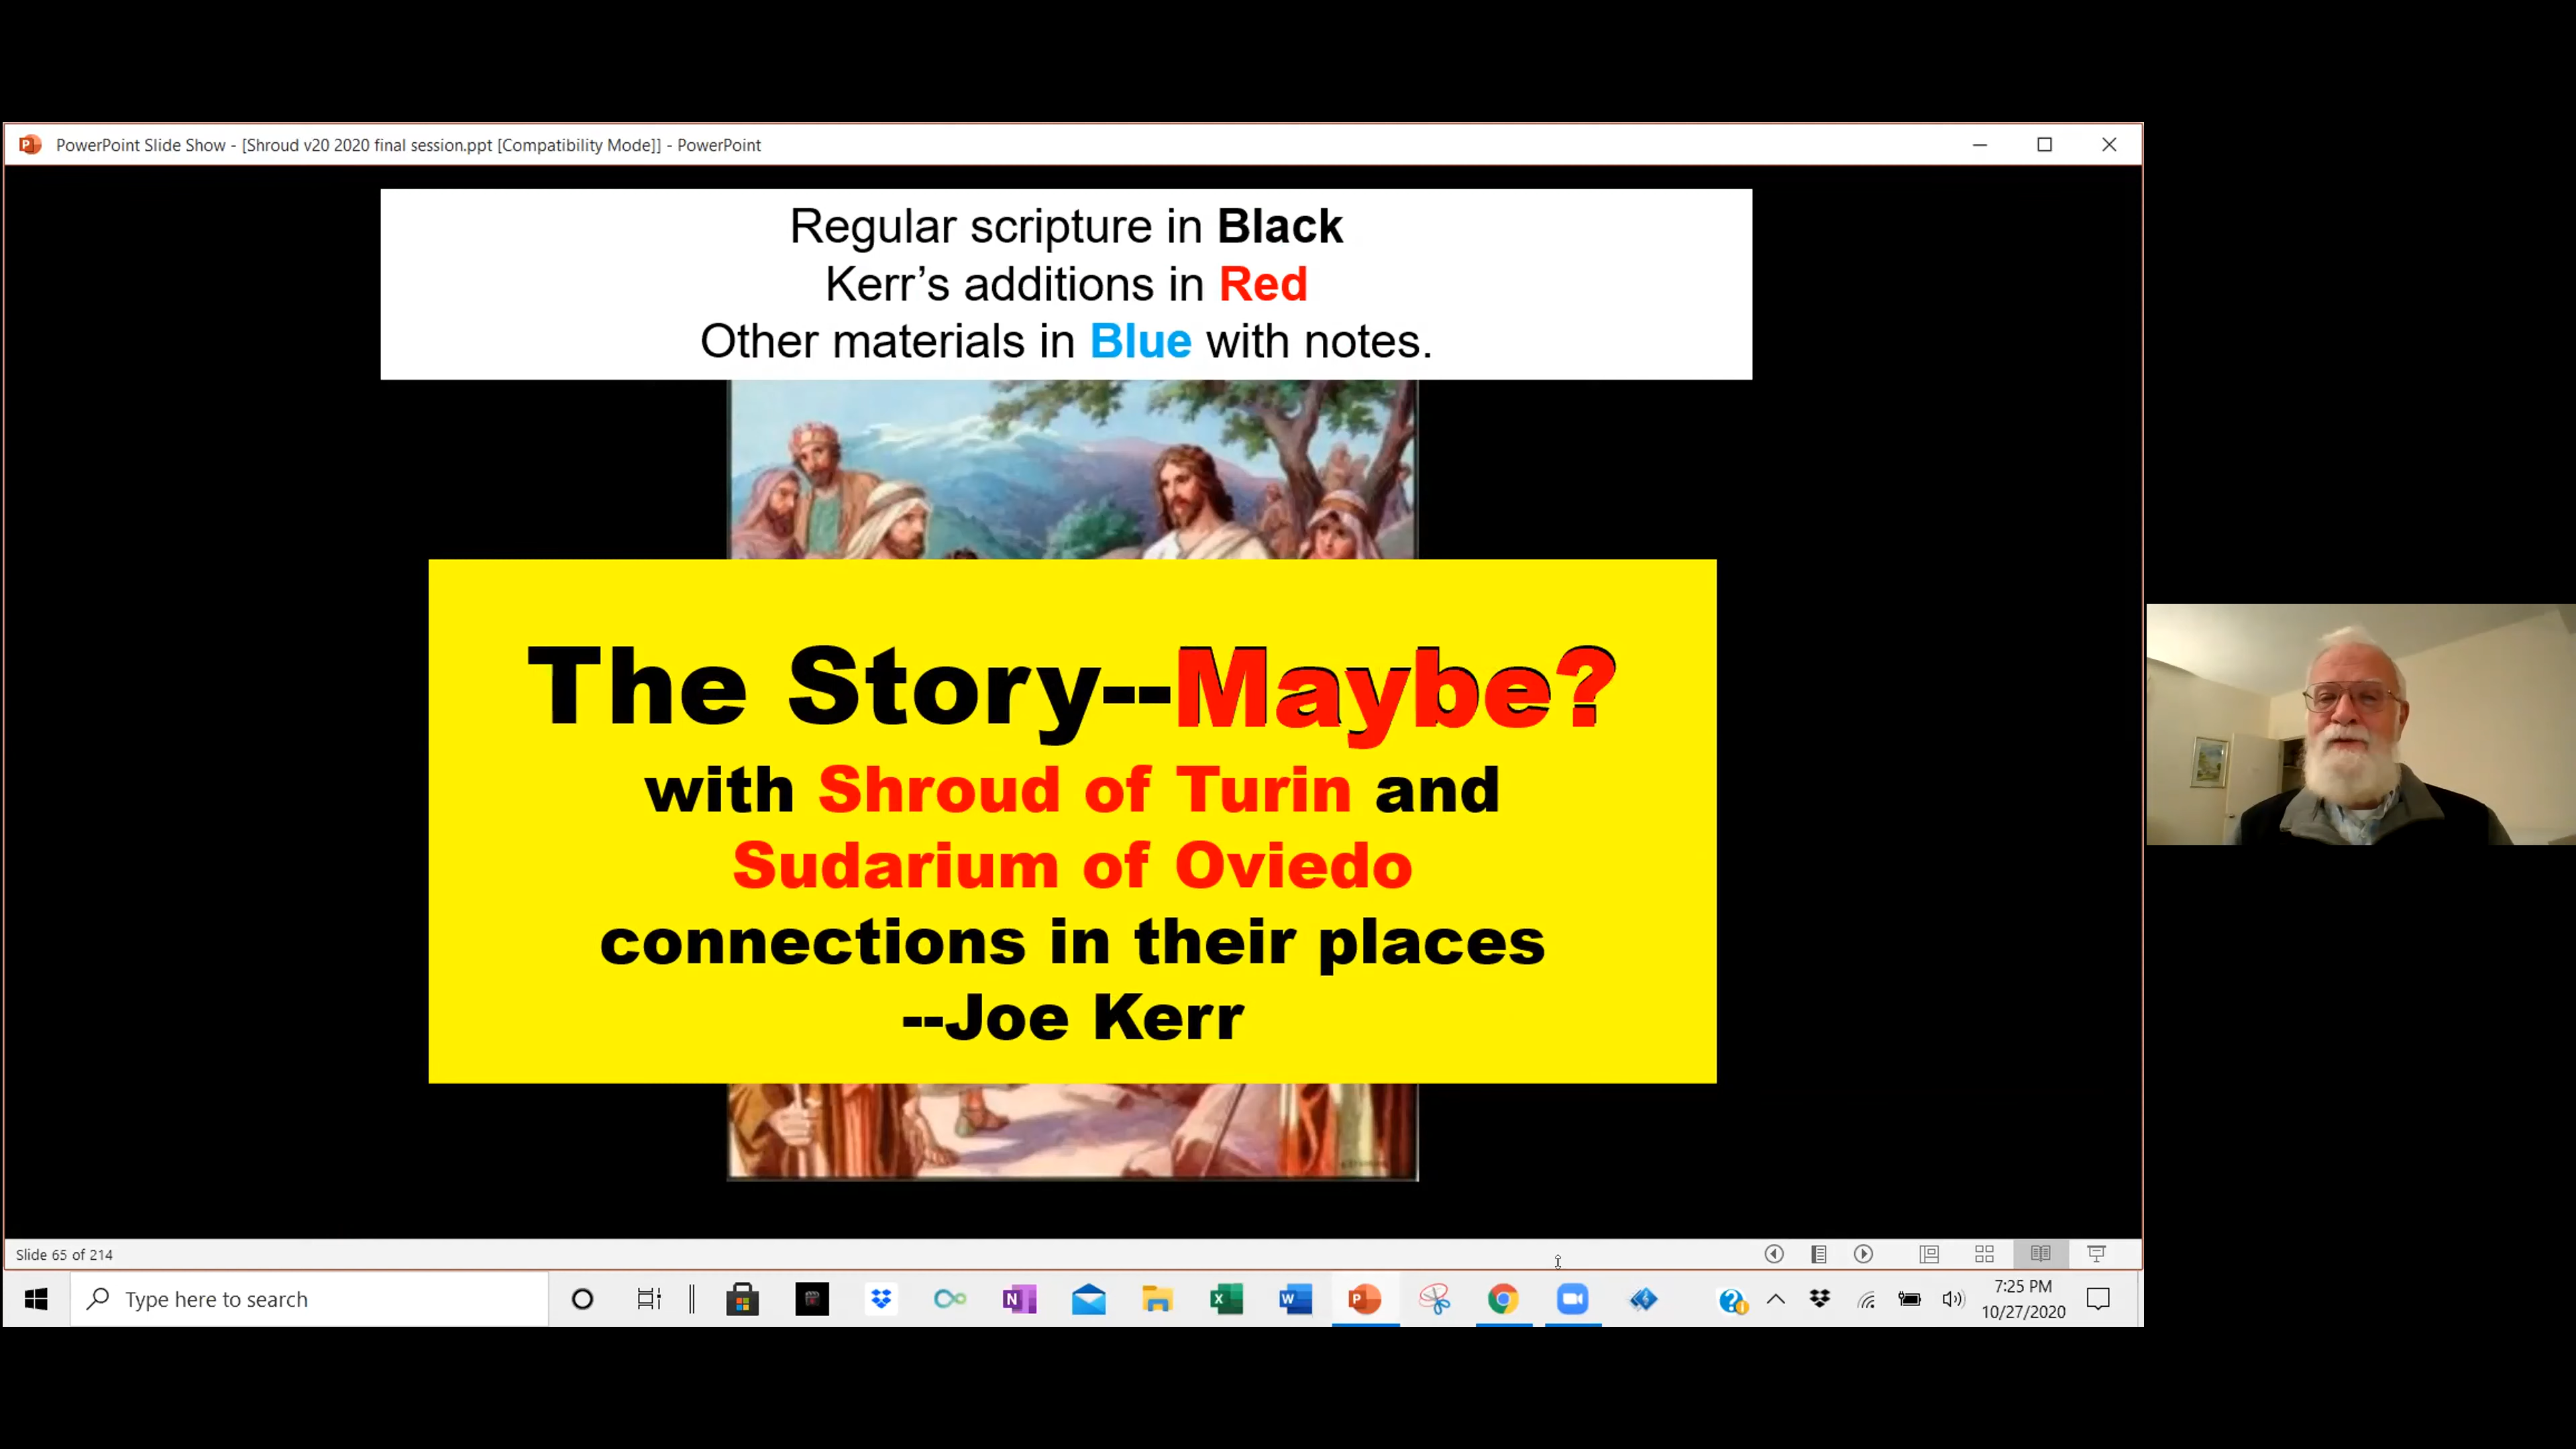 PowerPoint Slide Show - [Shroud v20 2020 final session.ppt [Compatibility Mode]] - PowerPoint
Regular scripture in Black
Kerr’s additions in Red
Other materials in Blue with notes.
The Story--Maybe?
with Shroud of Turin and
Sudarium of Oviedo
connections in their places
--Joe Kerr
Slide 65 of 214
Type here to search
7:25 PM
10/27/2020